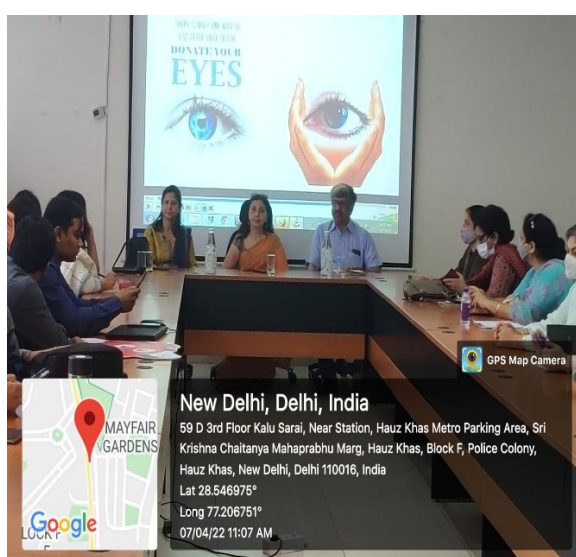 DONATE YOUR
EYES
GPS Map Camera
MAYFAIR
GARDENS
Google
New Delhi, Delhi, India
59 D 3rd Floor Kalu Sarai, Near Station, Hauz Khas Metro Parking Area, Sri
Krishna Chaitanya Mahaprabhu Marg, Hauz Khas, Block F, Police Colony,
Hauz Khas, New Delhi, Delhi 110016, India
Lat 28.546975°
Long 77.206751°
07/04/22 11:07 AM